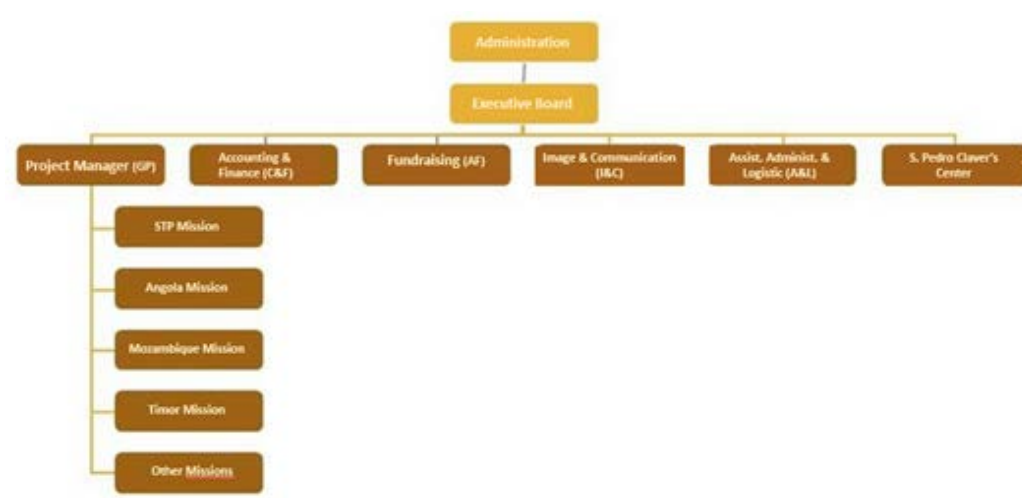 Administration
Executive Board
Project Manager (GP)
Accounting &
Finance (C&F)
Fundraising (AF)
Image & Communication
(I&C)
Assist, Administ, &
Logistic (A&L)
S. Pedro Claver's
Center
STP Mission
Angola Mission
Mozambique Mission
Timor Mission
Other Missions